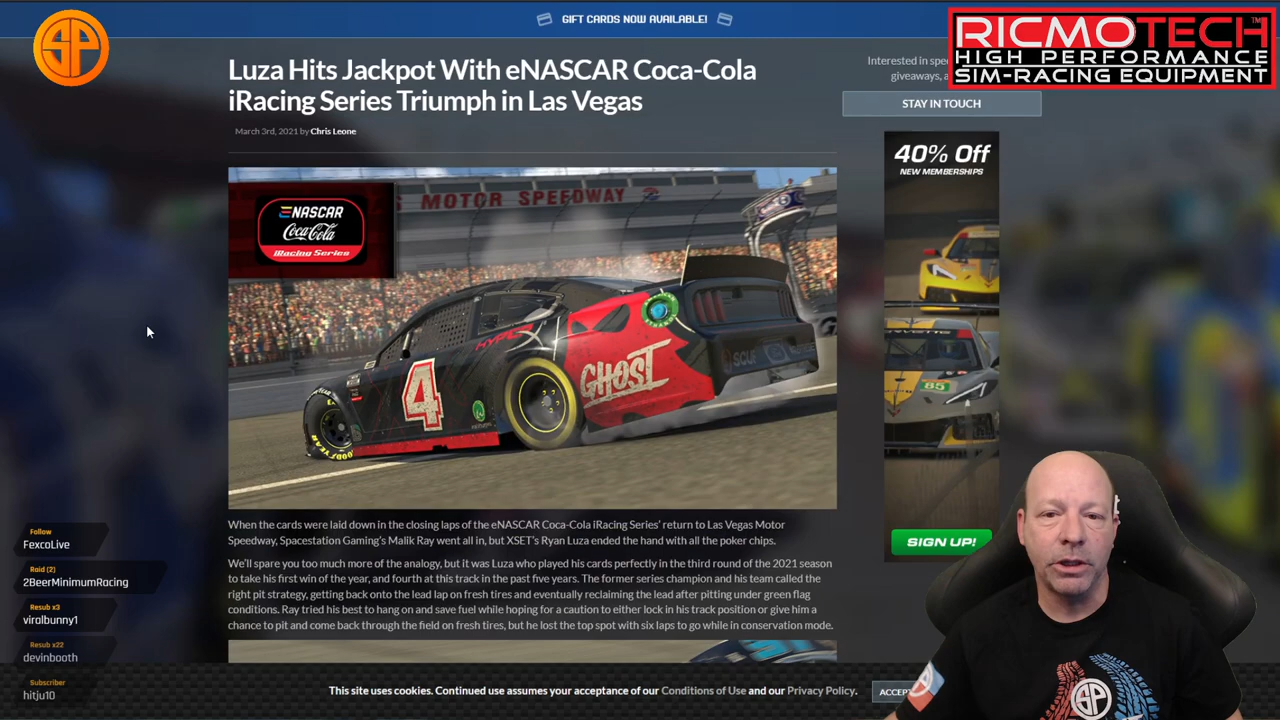 GIFT CARDS NOW AVAILABLE!
SP
RICMOTECH™
HIGH PERFORMANCE
SIM-RACING EQUIPMENT
Luza Hits Jackpot With eNASCAR Coca-Cola
iRacing Series Triumph in Las Vegas
March 3rd, 2021 by Chris Leone
Interested in spec
giveaways, a
STAY IN TOUCH
40% Off
NEW MEMBERSHIPS
85
SIGN UP!
MOTOR SPEEDWAY
eNASCAR
Coca-Cola
iRacing Series
4
GHOST
GOODYEAR
When the cards were laid down in the closing laps of the eNASCAR Coca-Cola iRacing Series' return to Las Vegas Motor
Speedway, Spacestation Gaming's Malik Ray went all in, but XSET's Ryan Luza ended the hand with all the poker chips.
We'll spare you too much more of the analogy, but it was Luza who played his cards perfectly in the third round of the 2021 season
to take his first win of the year, and fourth at this track in the past five years. The former series champion and his team called the
right pit strategy, getting back onto the lead lap on fresh tires and eventually reclaiming the lead after pitting under green flag
conditions. Ray tried his best to hang on and save fuel while hoping for a caution to either lock in his track position or give him a
chance to pit and come back through the field on fresh tires, but he lost the top spot with six laps to go while in conservation mode.
Follow
FexcoLive
Raid (2)
2BeerMinimumRacing
Resub x3
viralbunny1
Resub x22
devinbooth
Subscriber
hitju10
This site uses cookies. Continued use assumes your acceptance of our Conditions of Use and our Privacy Policy.
ACCEP
SP